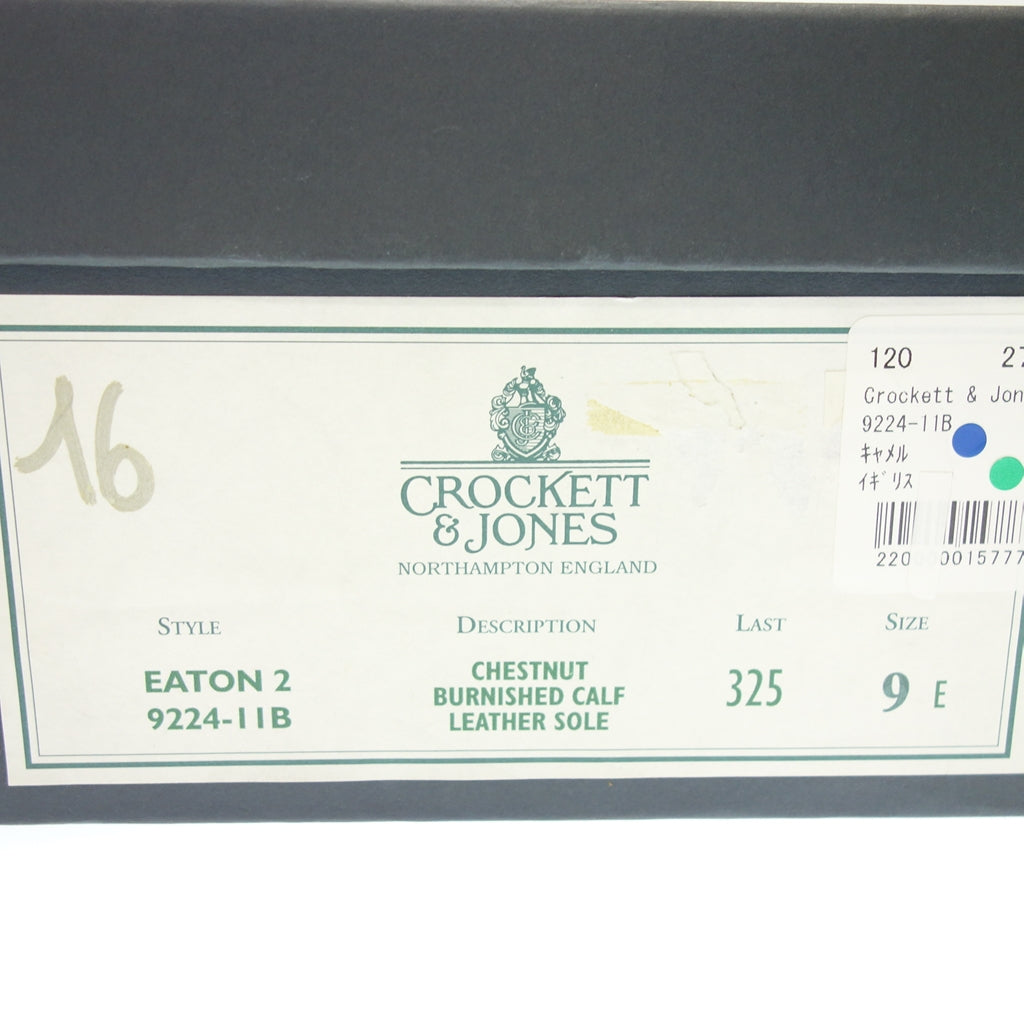 16
CROCKETT
& JONES
NORTHAMPTON ENGLAND
STYLE
EATON 2
9224-11B
DESCRIPTION
CHESTNUT
BURNISHED CALF
LEATHER SOLE
LAST
325
SIZE
9 E
120 27
Crockett & Jon
9224-11B
キャメル
イギリス